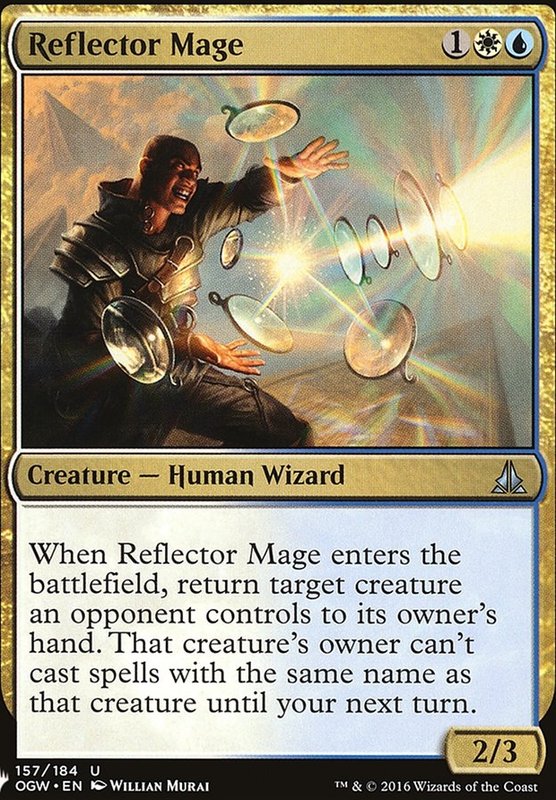 Reflector Mage 1
Creature — Human Wizard
When Reflector Mage enters the
battlefield, return target creature
an opponent controls to its owner's
hand. That creature's owner can't
cast spells with the same name as
that creature until your next turn.
2/3
157/184 U
OGW • EN Willian Murai
™ & © 2016 Wizards of the Coast